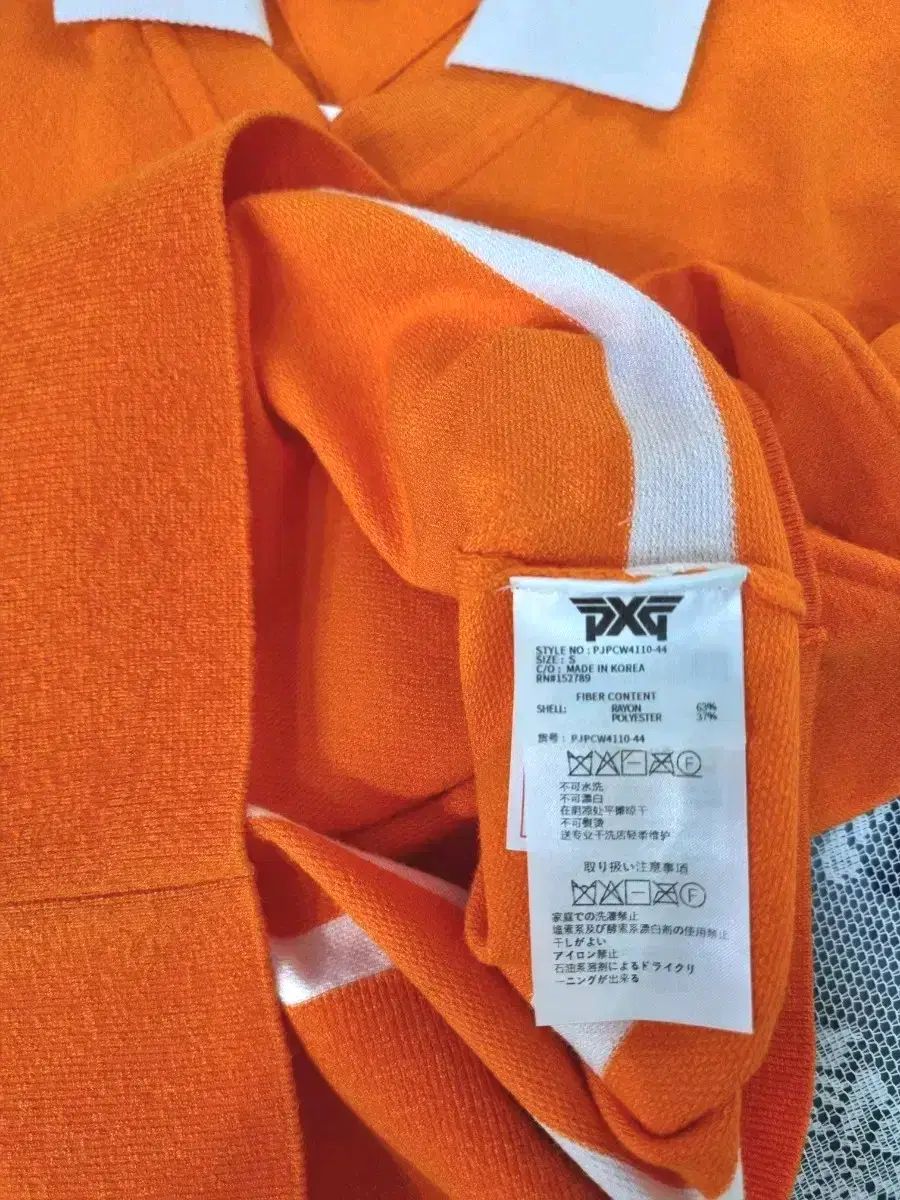 PXG
STYLE NO : PJPCW4110-44
SIZE : S
C/O : MADE IN KOREA
RN#152789
FIBER CONTENT
SHELL: RAYON 63%
POLYESTER 37%
货号 : PJPCW4110-44
F
不可水洗
不可漂白
在阴凉处平摊晾干
不可熨烫
送专业干洗店轻柔维护
取り扱い注意事項
F
家庭での洗濯禁止
塩素系及び酵素系漂白剤の使用禁止
干しがよい
アイロン禁止
石油系溶剤によるドライクリ
ーニングが出来る